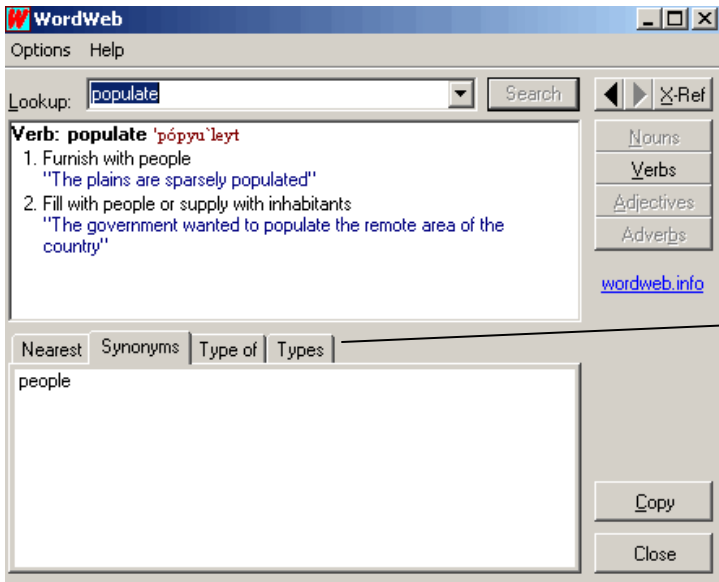 WordWeb
Options Help
Lookup: populate Search X-Ref
Verb: populate 'pópyu`leyt
1. Furnish with people
"The plains are sparsely populated"
2. Fill with people or supply with inhabitants
"The government wanted to populate the remote area of the
country"
Nouns
Verbs
Adjectives
Adverbs
wordweb.info
Nearest Synonyms Type of Types
people
Copy
Close